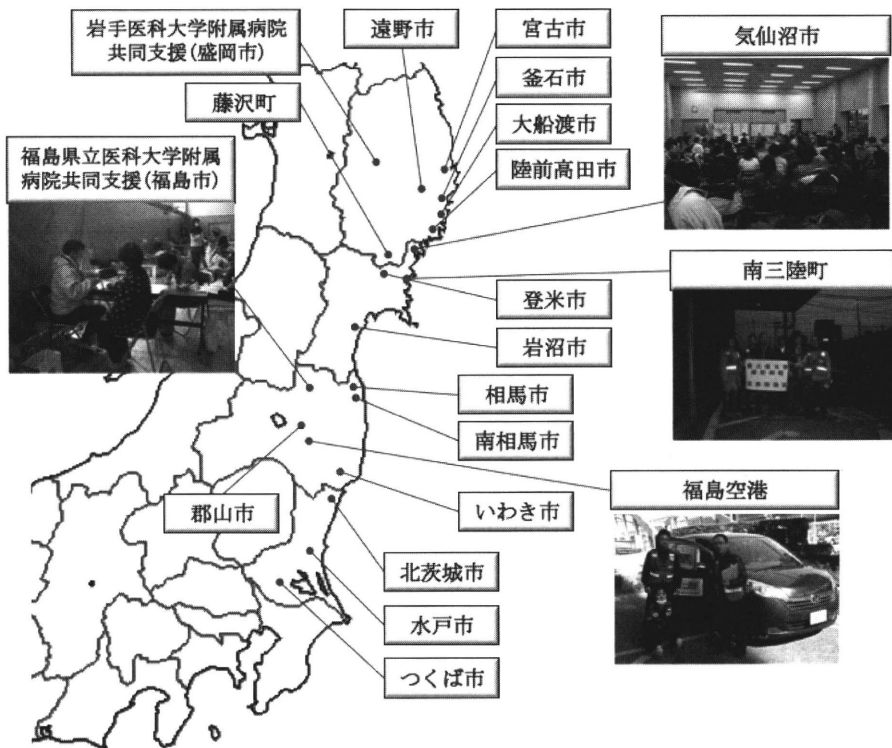 岩手医科大学附属病院
共同支援(盛岡市)
遠野市
宮古市
気仙沼市
釜石市
藤沢町
大船渡市
陸前高田市
福島県立医科大学附属
病院共同支援(福島市)
南三陸町
登米市
岩沼市
相馬市
南相馬市
福島空港
郡山市
いわき市
北茨城市
水戸市
つくば市